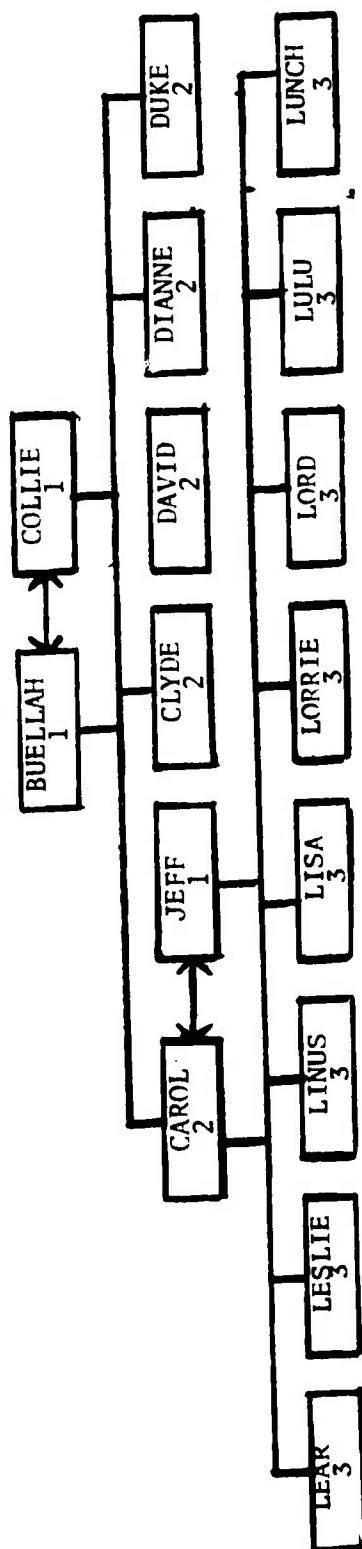 BUELLAH
1
COLLIE
1
CAROL
2
JEFF
1
CLYDE
2
DAVID
2
DIANNE
2
DUKE
2
LEAR
3
LESLIE
3
LINUS
3
LISA
3
LORRIE
3
LORD
3
LULU
3
LUNCH
3